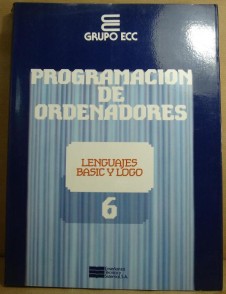 GRUPO ECC
PROGRAMACION
DE
ORDENADORES
LENGUAJES
BASIC Y LOGO
6